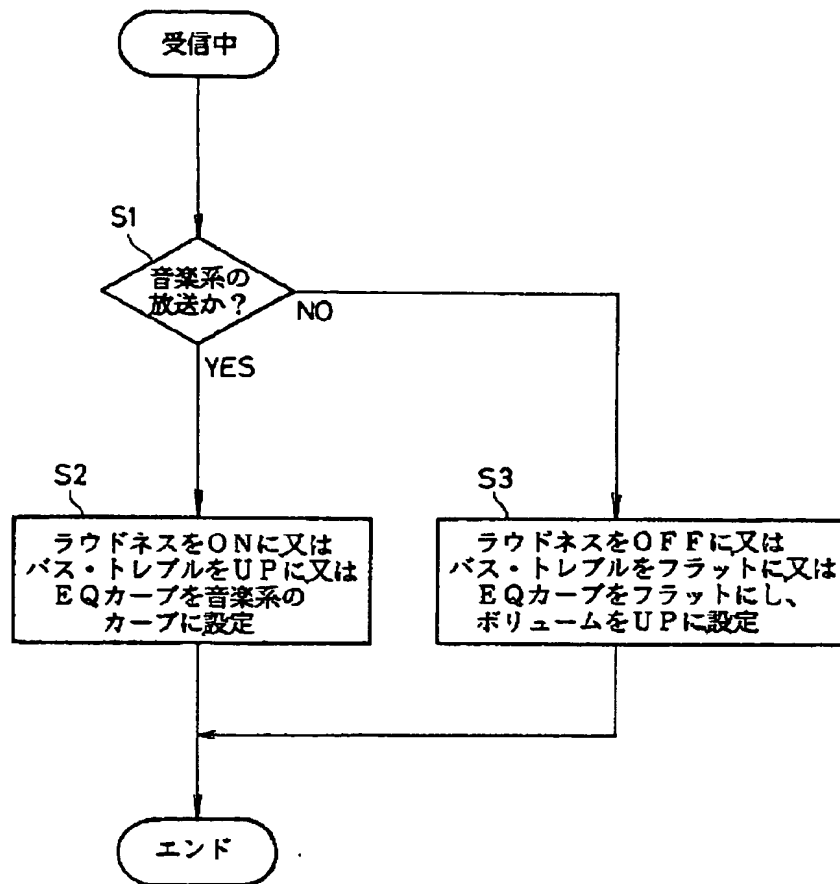 受信中
S1
音楽系の
放送か?
NO
YES
S2
ラウドネスをONに又は
バス・トレブルをUPに又は
EQカーブを音楽系の
カーブに設定
S3
ラウドネスをOFFに又は
バス・トレブルをフラットに又は
EQカーブをフラットにし、
ボリュームをUPに設定
エンド